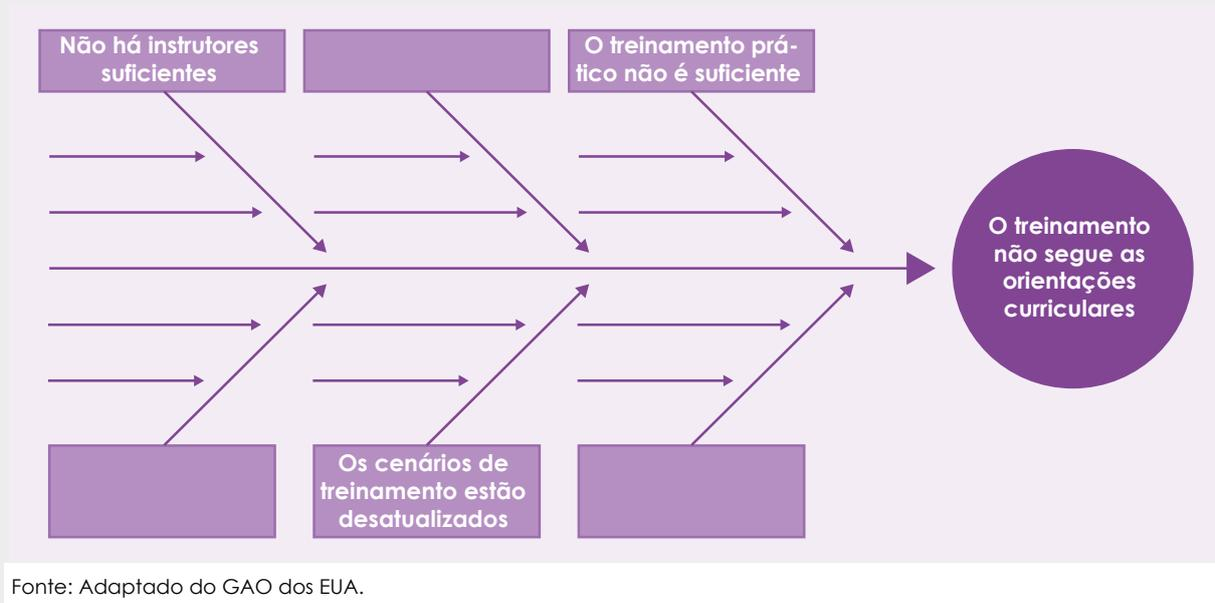 Não há instrutores
suficientes
O treinamento prá-
tico não é suficiente
O treinamento
não segue as
orientações
curriculares
Os cenários de
treinamento estão
desatualizados
Fonte: Adaptado do GAO dos EUA.